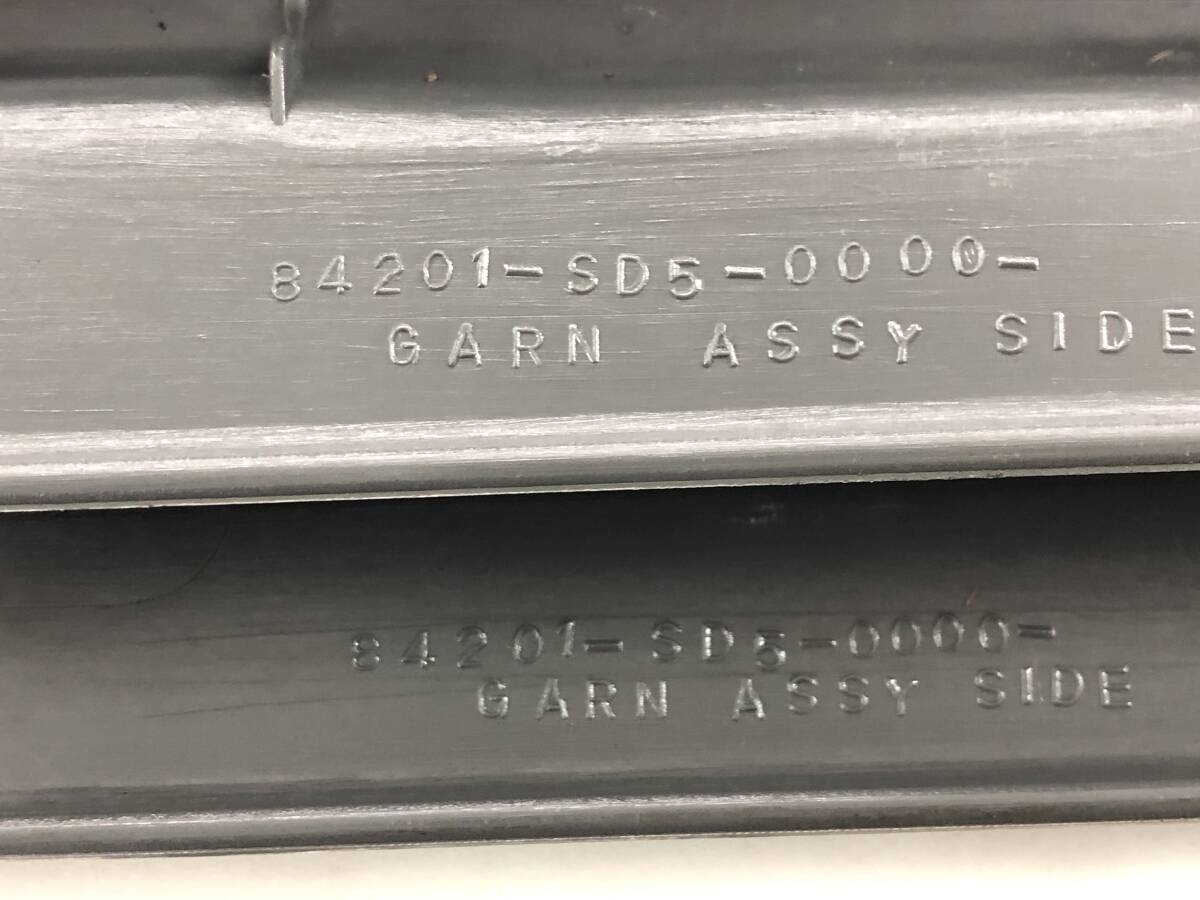 84201-SD5-0000-
GARN ASSY SIDE
84201-SD5-0000-
GARN ASSY SIDE